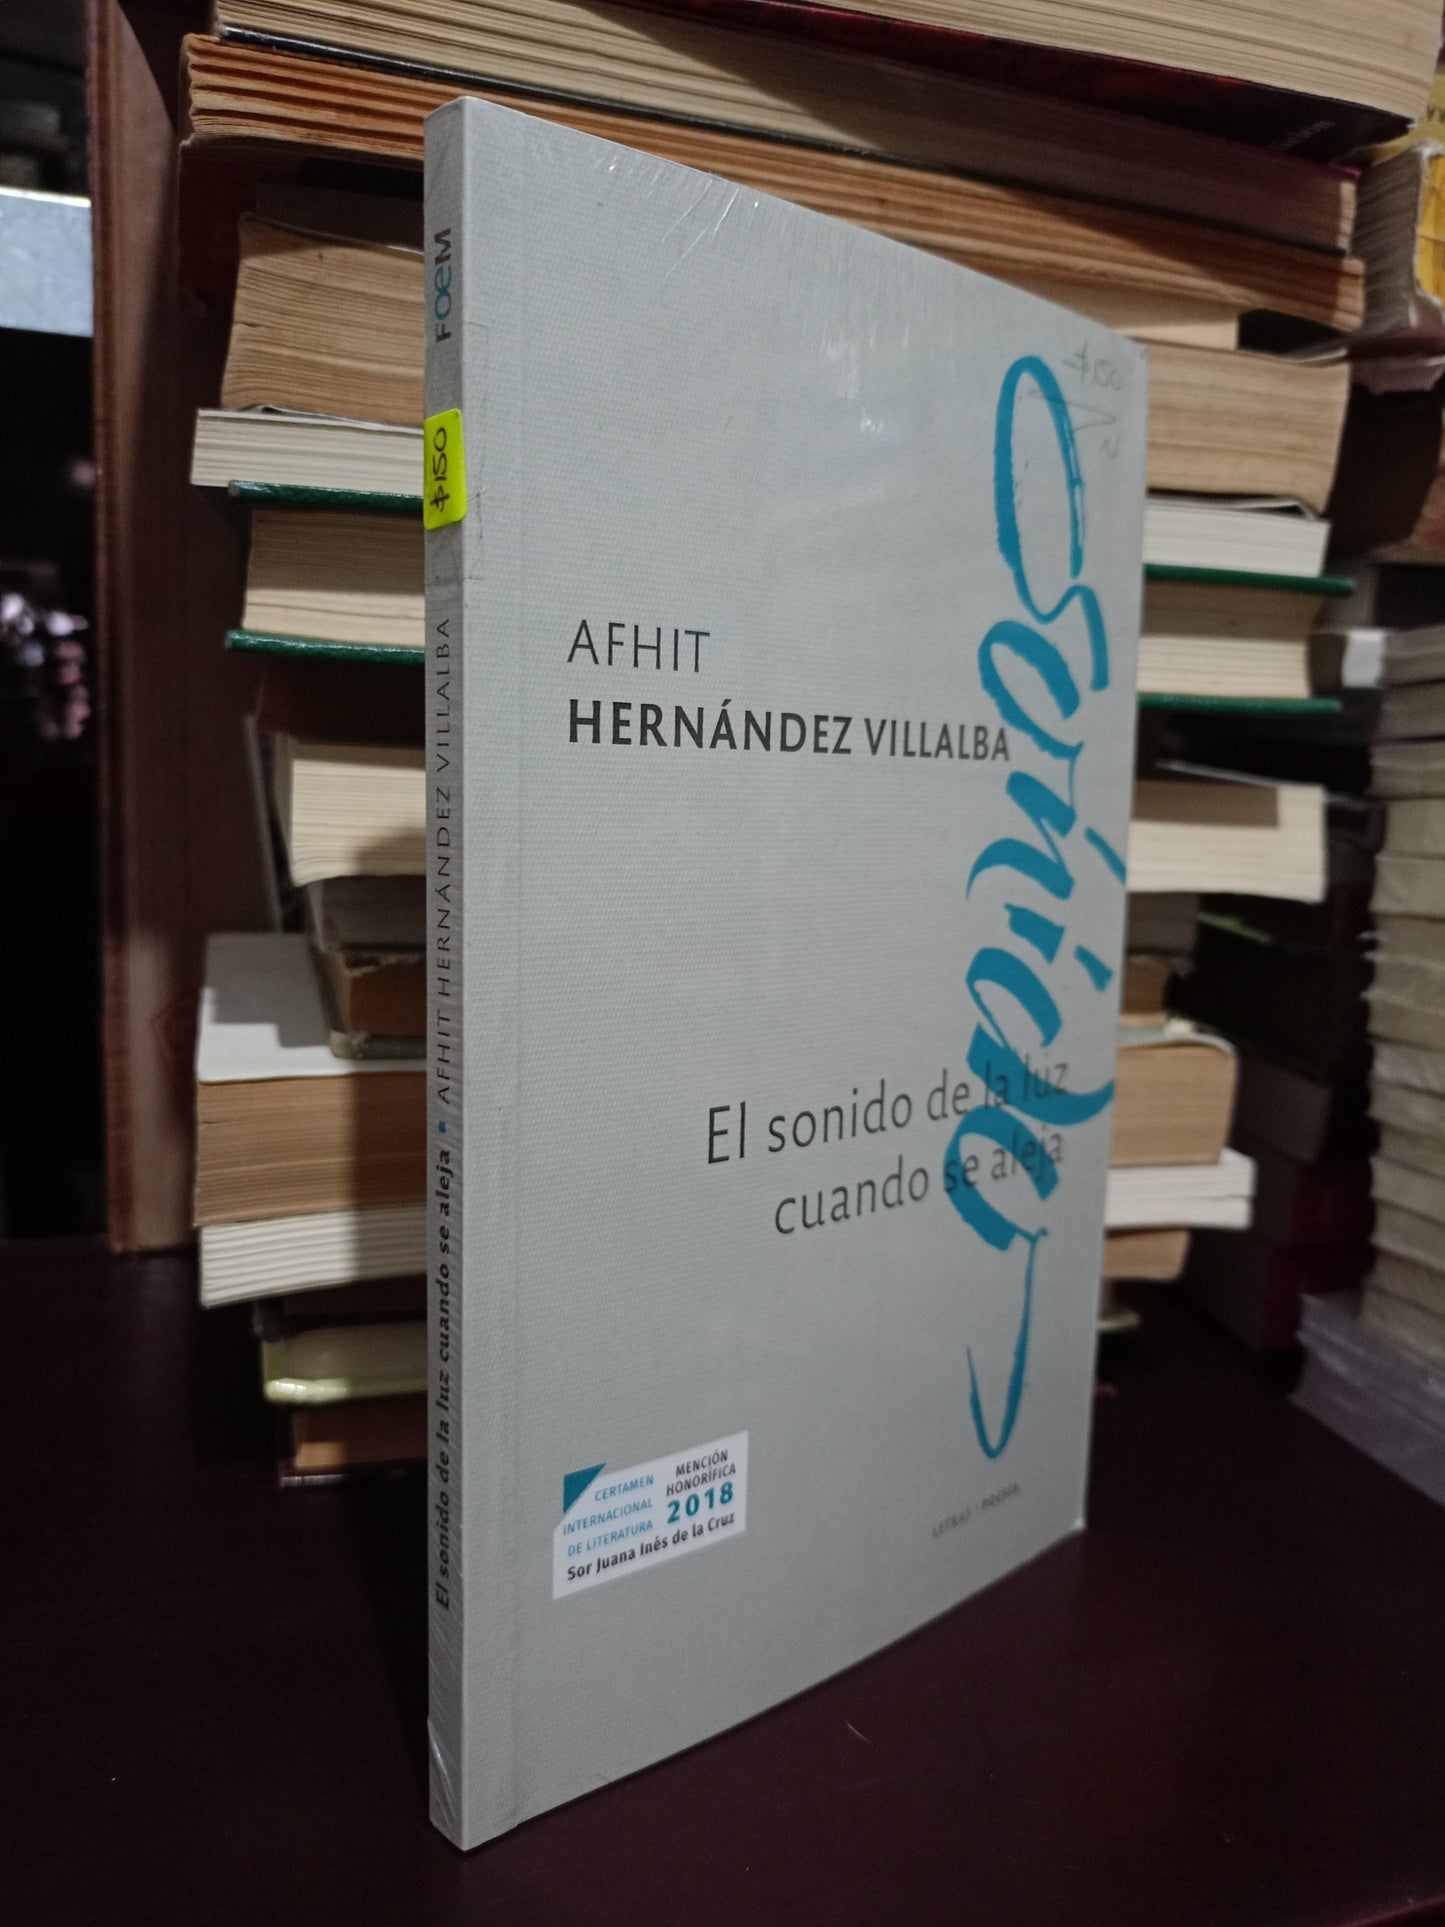 FOEM
$150
El sonido de la luz cuando se aleja ▪ AFHIT HERNÁNDEZ VILLALBA
$150
AFHIT
HERNÁNDEZ VILLALBA
Sonido
El sonido de la luz
cuando se aleja
CERTAMEN
INTERNACIONAL
DE LITERATURA
Sor Juana Inés de la Cruz
MENCIÓN
HONORÍFICA
2018
LETRAS | POESÍA